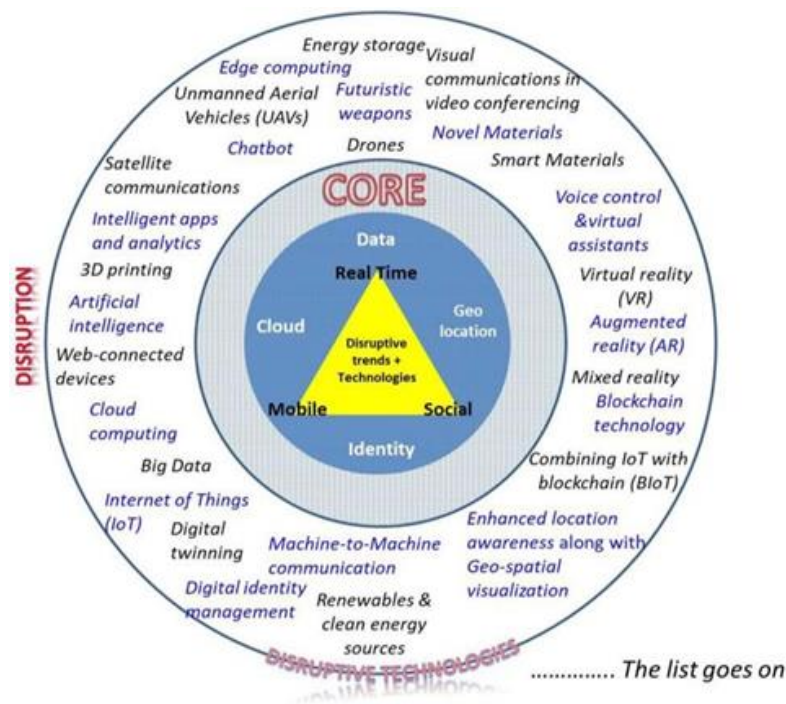 Energy storage
Visual
communications in
video conferencing
Edge computing
Unmanned Aerial
Vehicles (UAVs)
Futuristic
weapons
Novel Materials
Chatbot
Drones
Smart Materials
Satellite
communications
CORE
Voice control
&virtual
assistants
Intelligent apps
and analytics
Data
Real Time
3D printing
Virtual reality
(VR)
Artificial
intelligence
Cloud
Geo
location
Augmented
reality (AR)
DISRUPTION
Disruptive
trends +
Technologies
Web-connected
devices
Mixed reality
Mobile
Social
Blockchain
technology
Cloud
computing
Identity
Big Data
Combining IoT with
blockchain (BIoT)
Internet of Things
(IoT)
Digital
twinning
Machine-to-Machine
communication
Enhanced location
awareness along with
Geo-spatial
visualization
Digital identity
management
Renewables &
clean energy
sources
DISRUPTIVE TECHNOLOGIES
.............. The list goes on